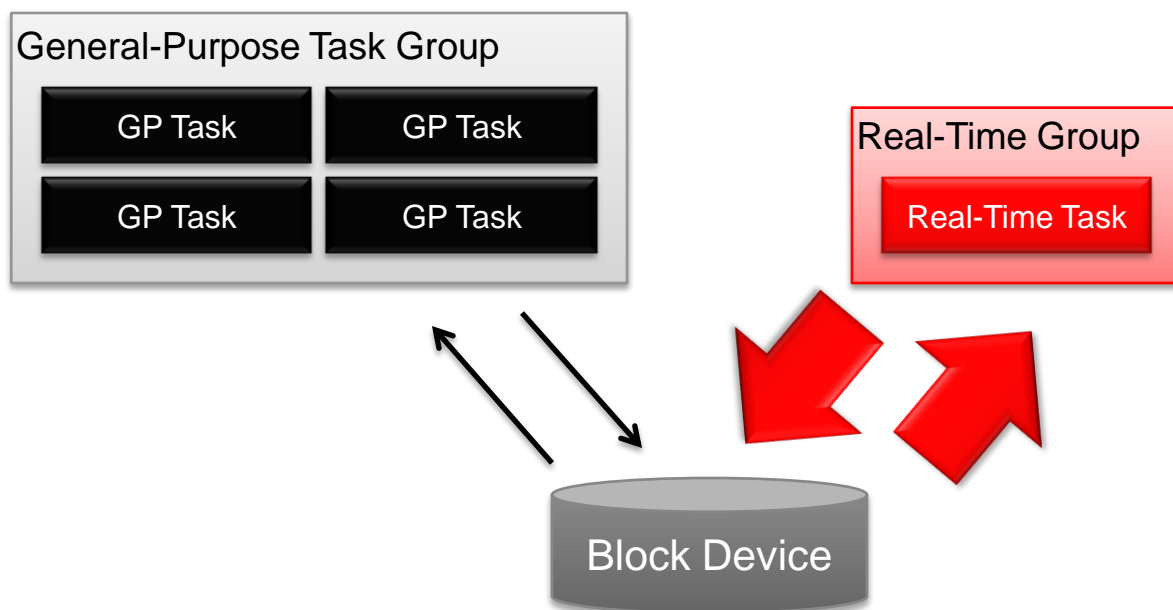 General-Purpose Task Group
GP Task
GP Task
GP Task
GP Task
Real-Time Group
Real-Time Task
Block Device